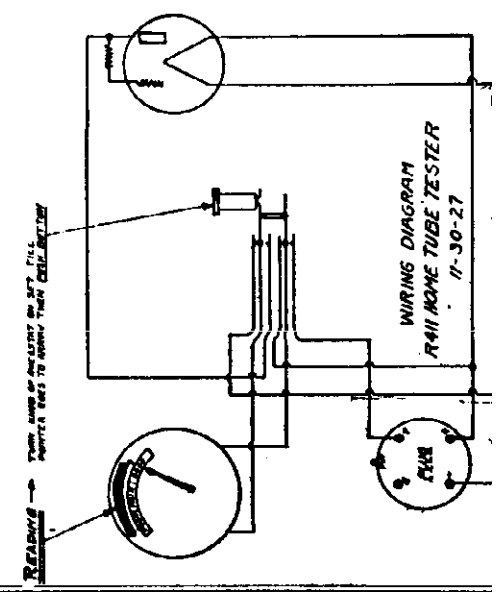 WIRING DIAGRAM
R411 HOME TUBE TESTER
11-30-27
READING → TURN KNOB OF RHEOSTAT ON SET TILL
POINTER GOES TO ARROW THEN PUSH BUTTON
PLUG